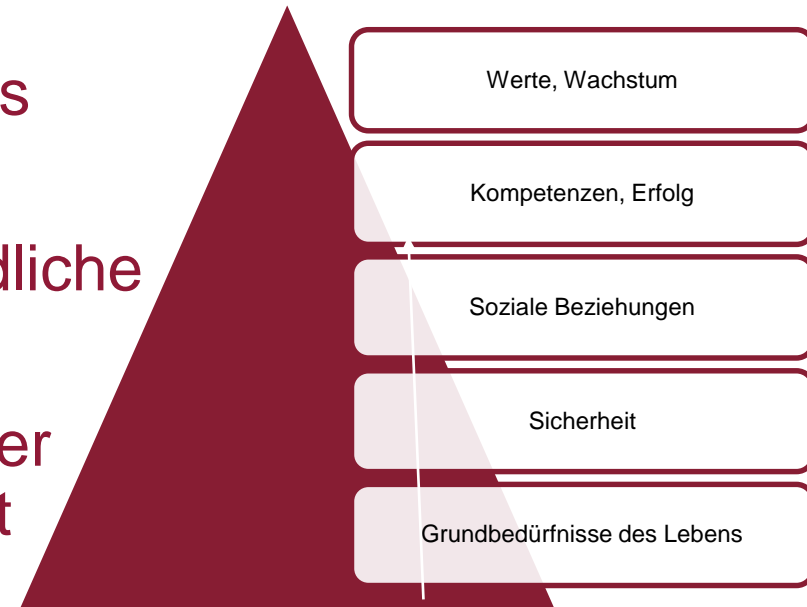 Werte, Wachstum
Kompetenzen, Erfolg
Soziale Beziehungen
Sicherheit
Grundbedürfnisse des Lebens